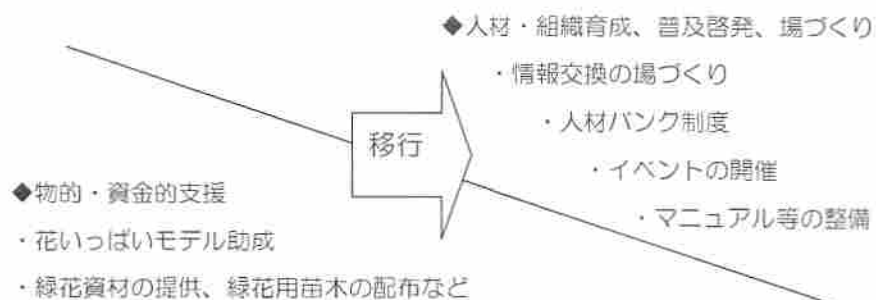 ◆人材・組織育成、普及啓発、場づくり
・情報交換の場づくり
・人材バンク制度
・イベントの開催
・マニュアル等の整備
移行
◆物的・資金的支援
・花いっぱいモデル助成
・緑花資材の提供、緑花用苗木の配布など